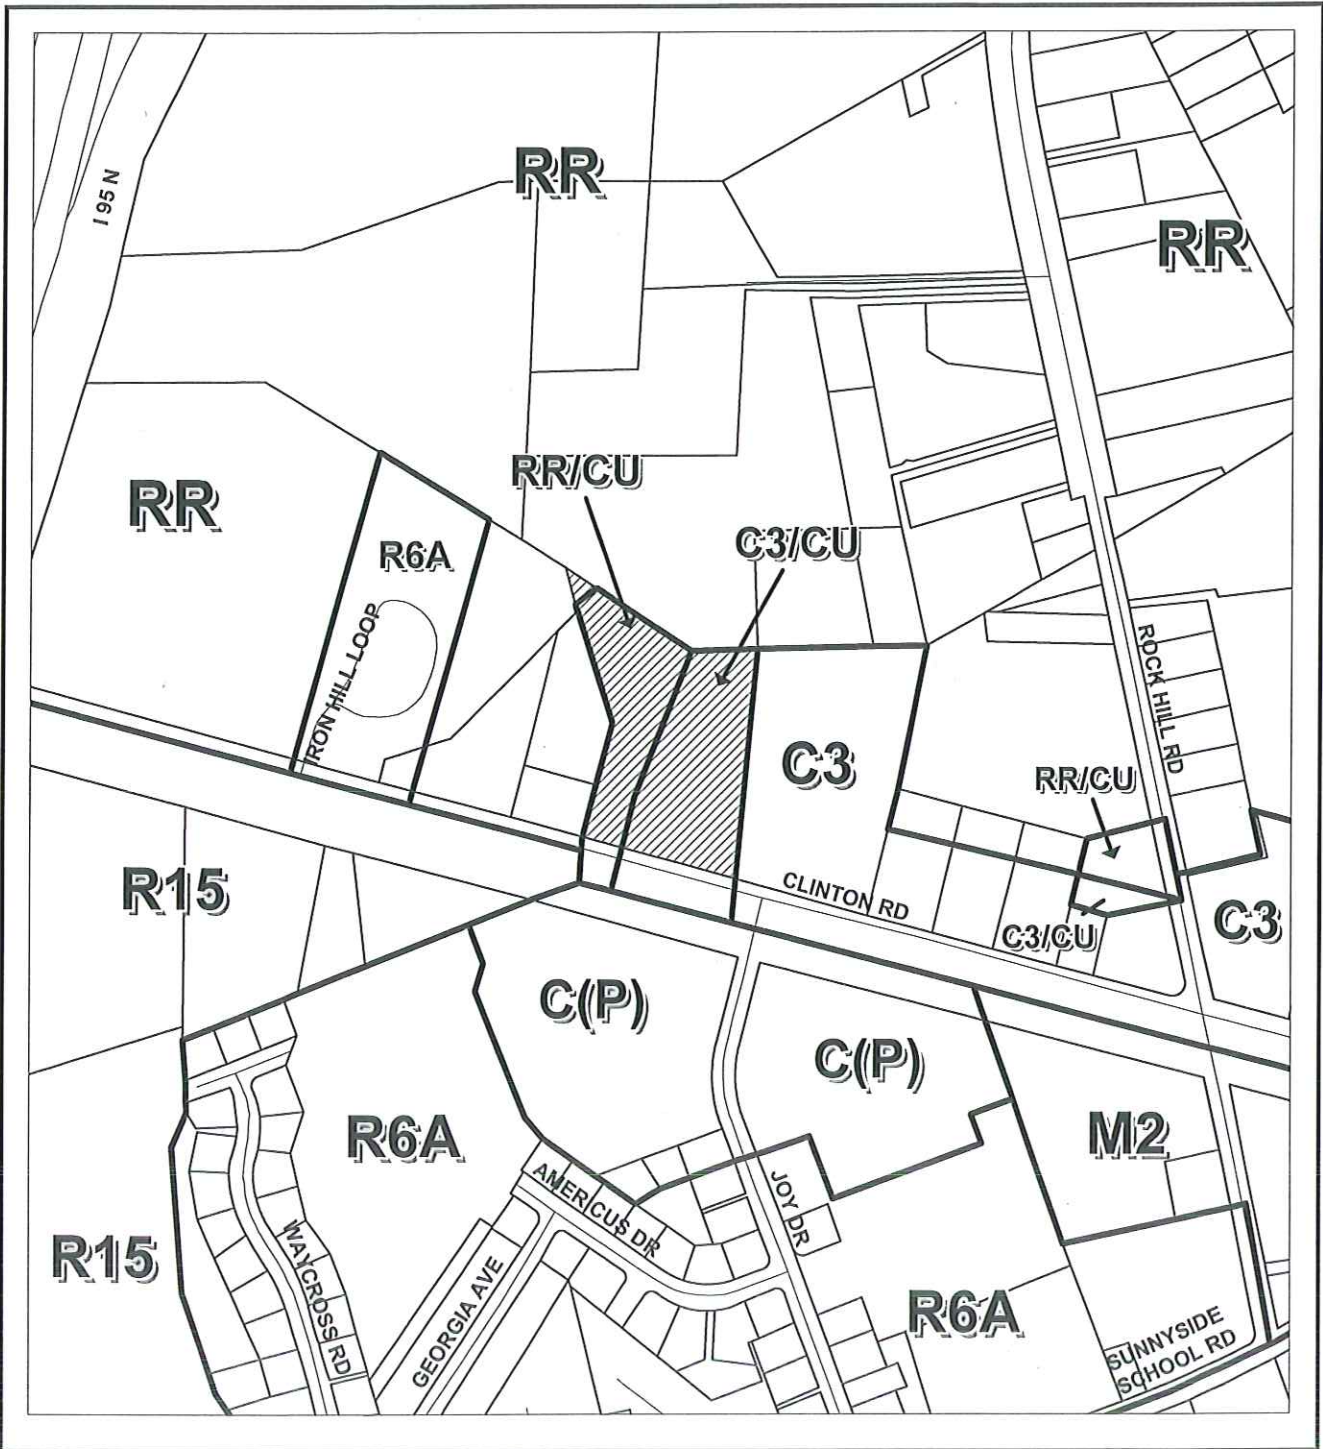 I 95 N
RR
RR
RR/CU
RR
C3/CU
R6A
IRON HILL LOOP
ROCK HILL RD
C3
RR/CU
R15
CLINTON RD
C3
C3/CU
C(P)
C(P)
R6A
M2
AMERICUS DR
JOY DR
R15
WAYCROSS RD
GEORGIA AVE
R6A
SUNNYSIDE
SCHOOL RD